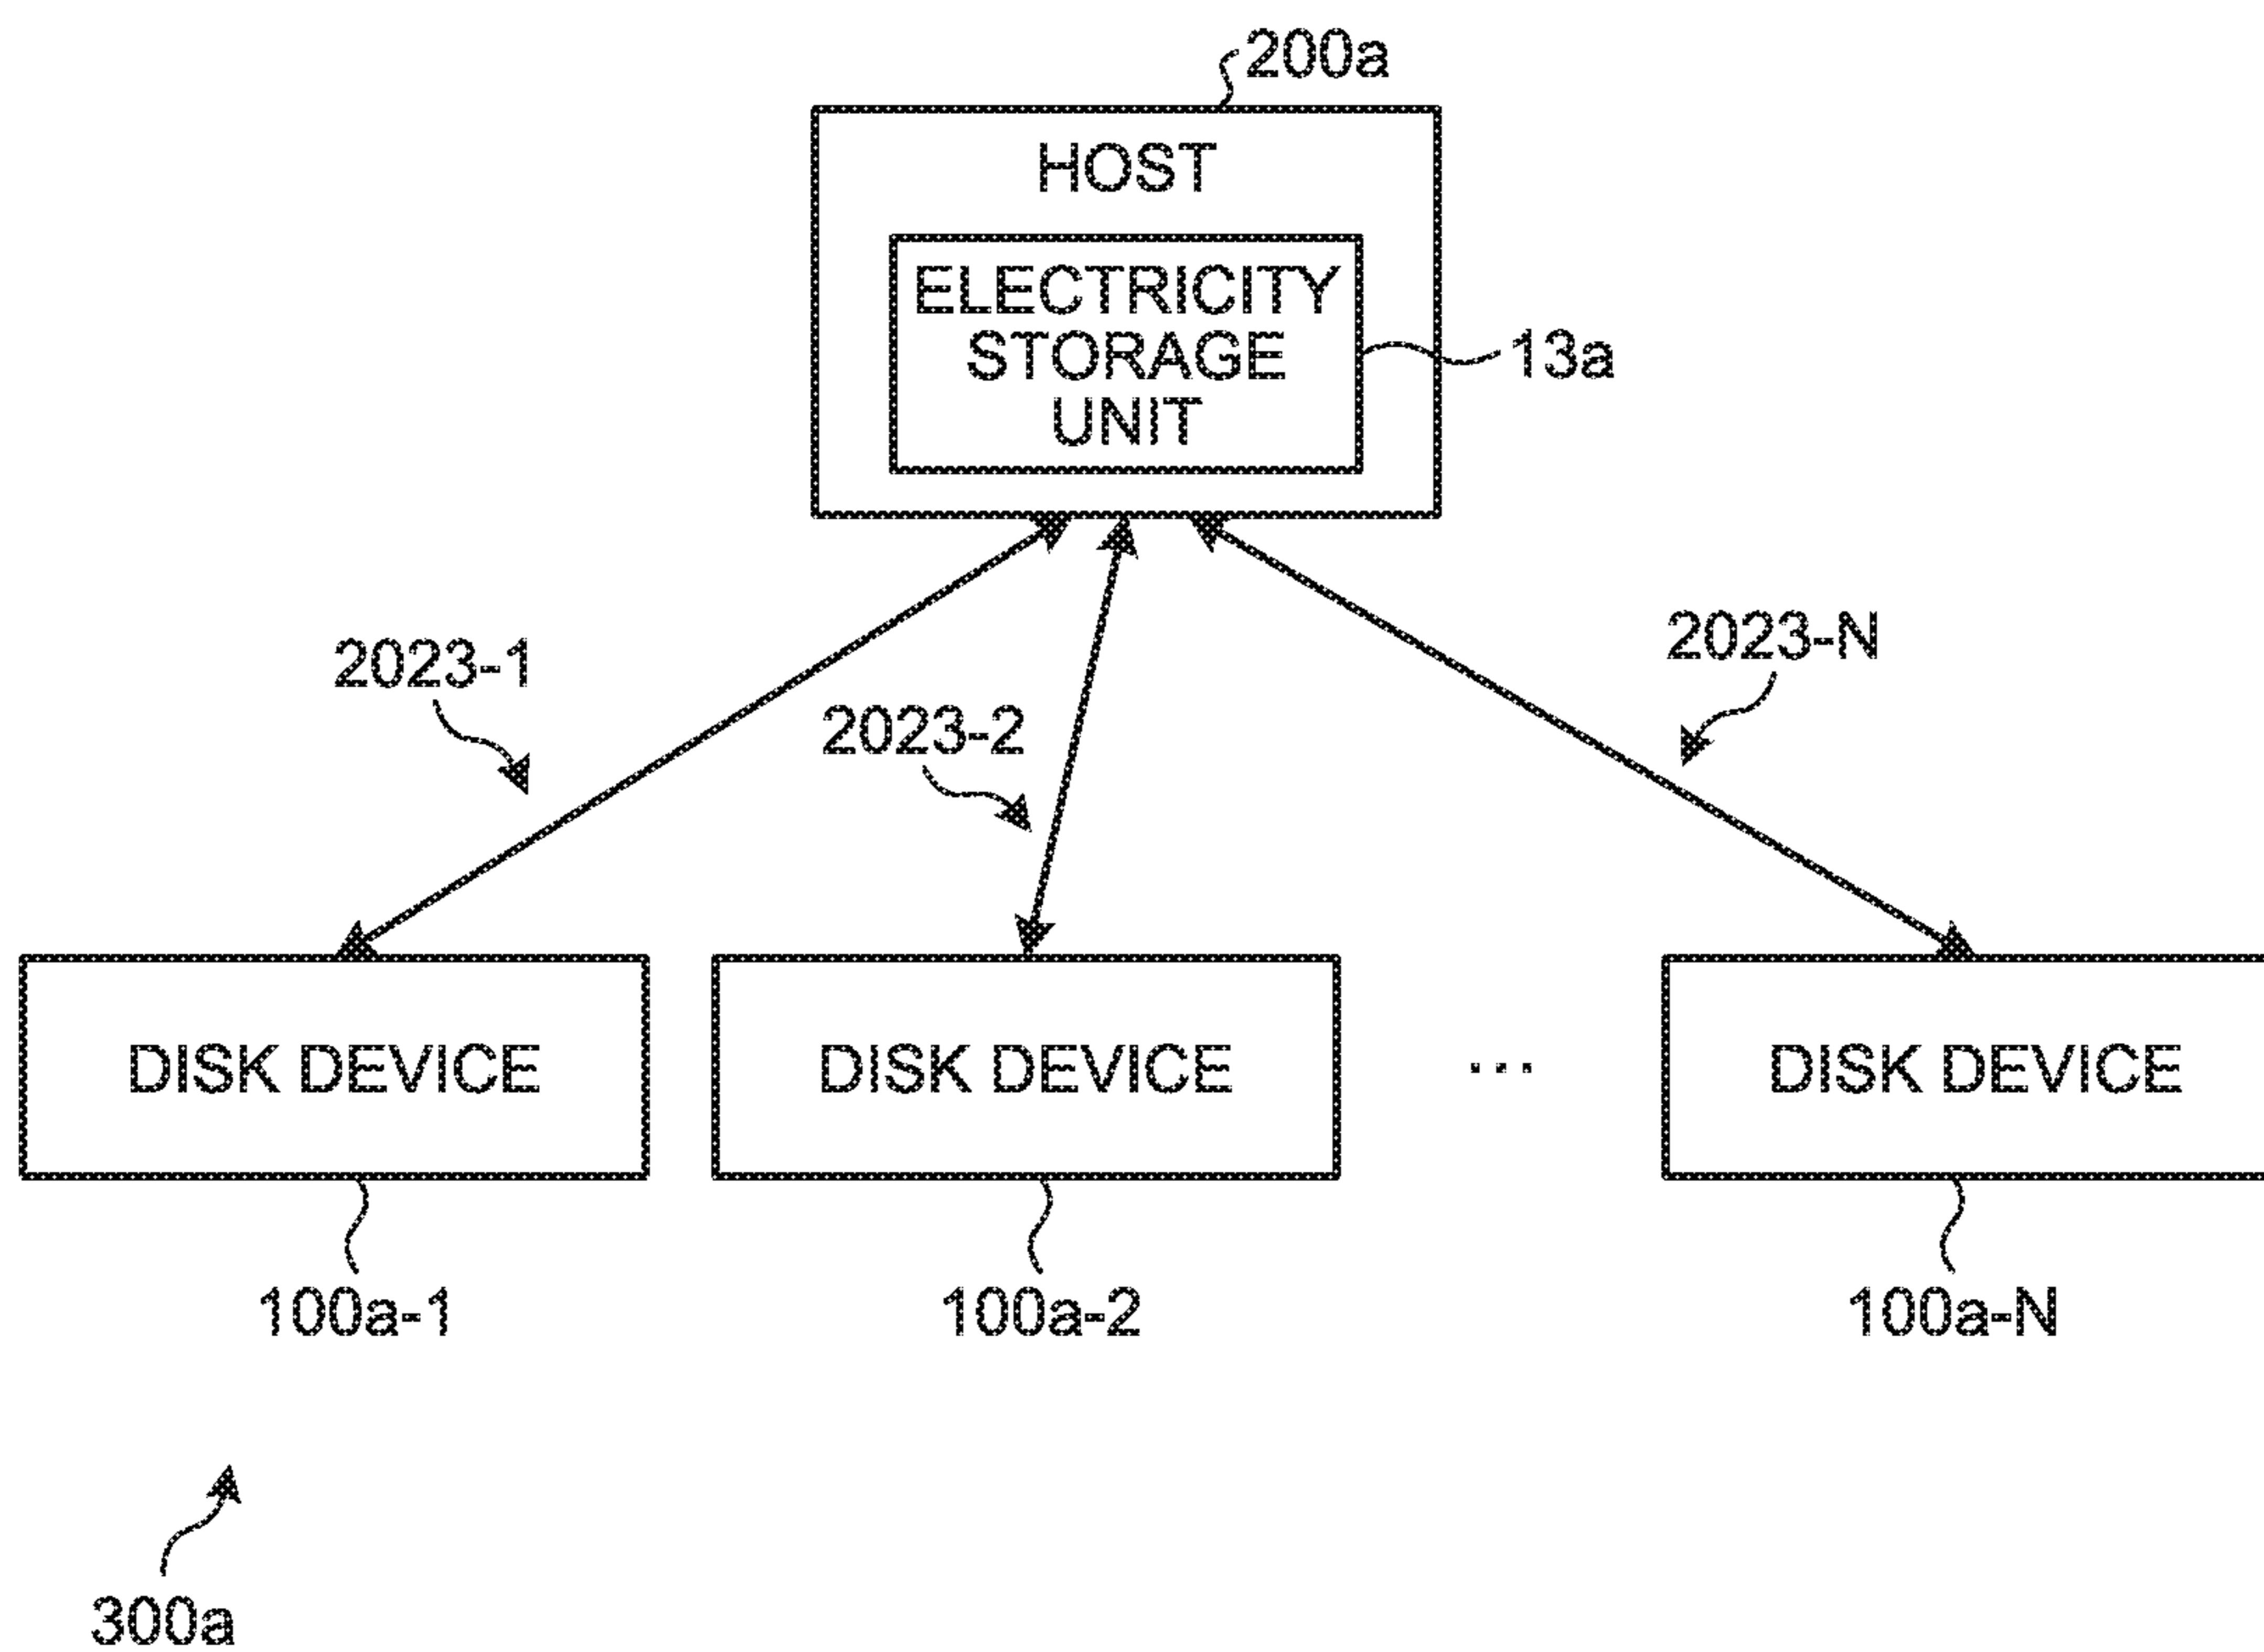 200a
HOST
ELECTRICITY
STORAGE
UNIT
13a
2023-1
2023-2
2023-N
DISK DEVICE
DISK DEVICE
...
DISK DEVICE
100a-1
100a-2
100a-N
300a